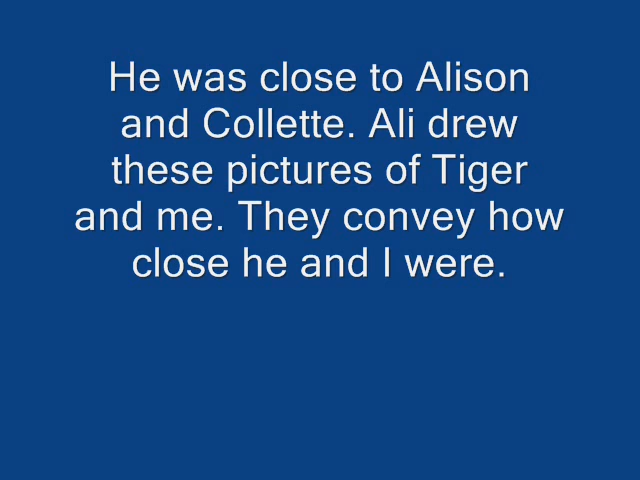 He was close to Alison
and Collette. Ali drew
these pictures of Tiger
and me. They convey how
close he and I were.